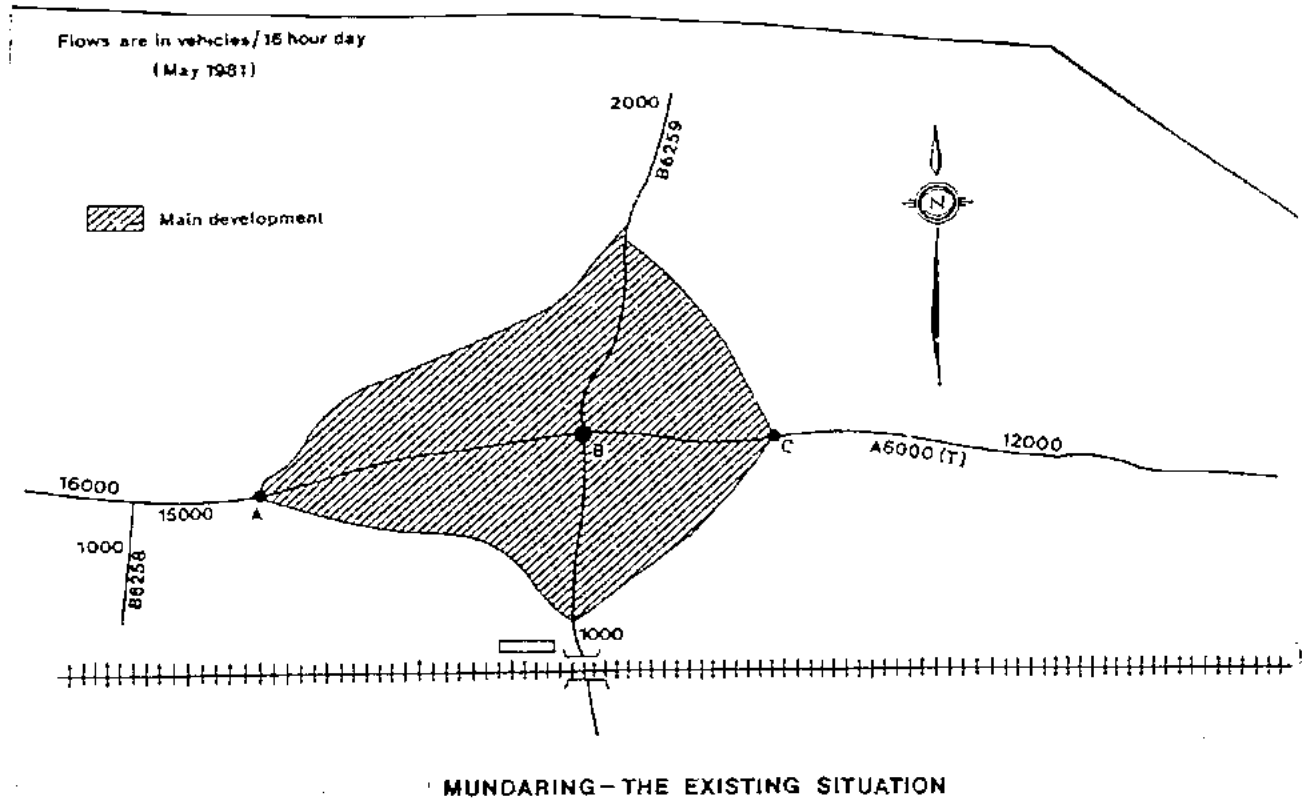 Flows are in vehicles/16 hour day
(May 1981)
2000
B6259
N
Main development
B
C
A6000 (T)
12000
16000
15000
A
1000
B6258
1000
MUNDARING-THE EXISTING SITUATION